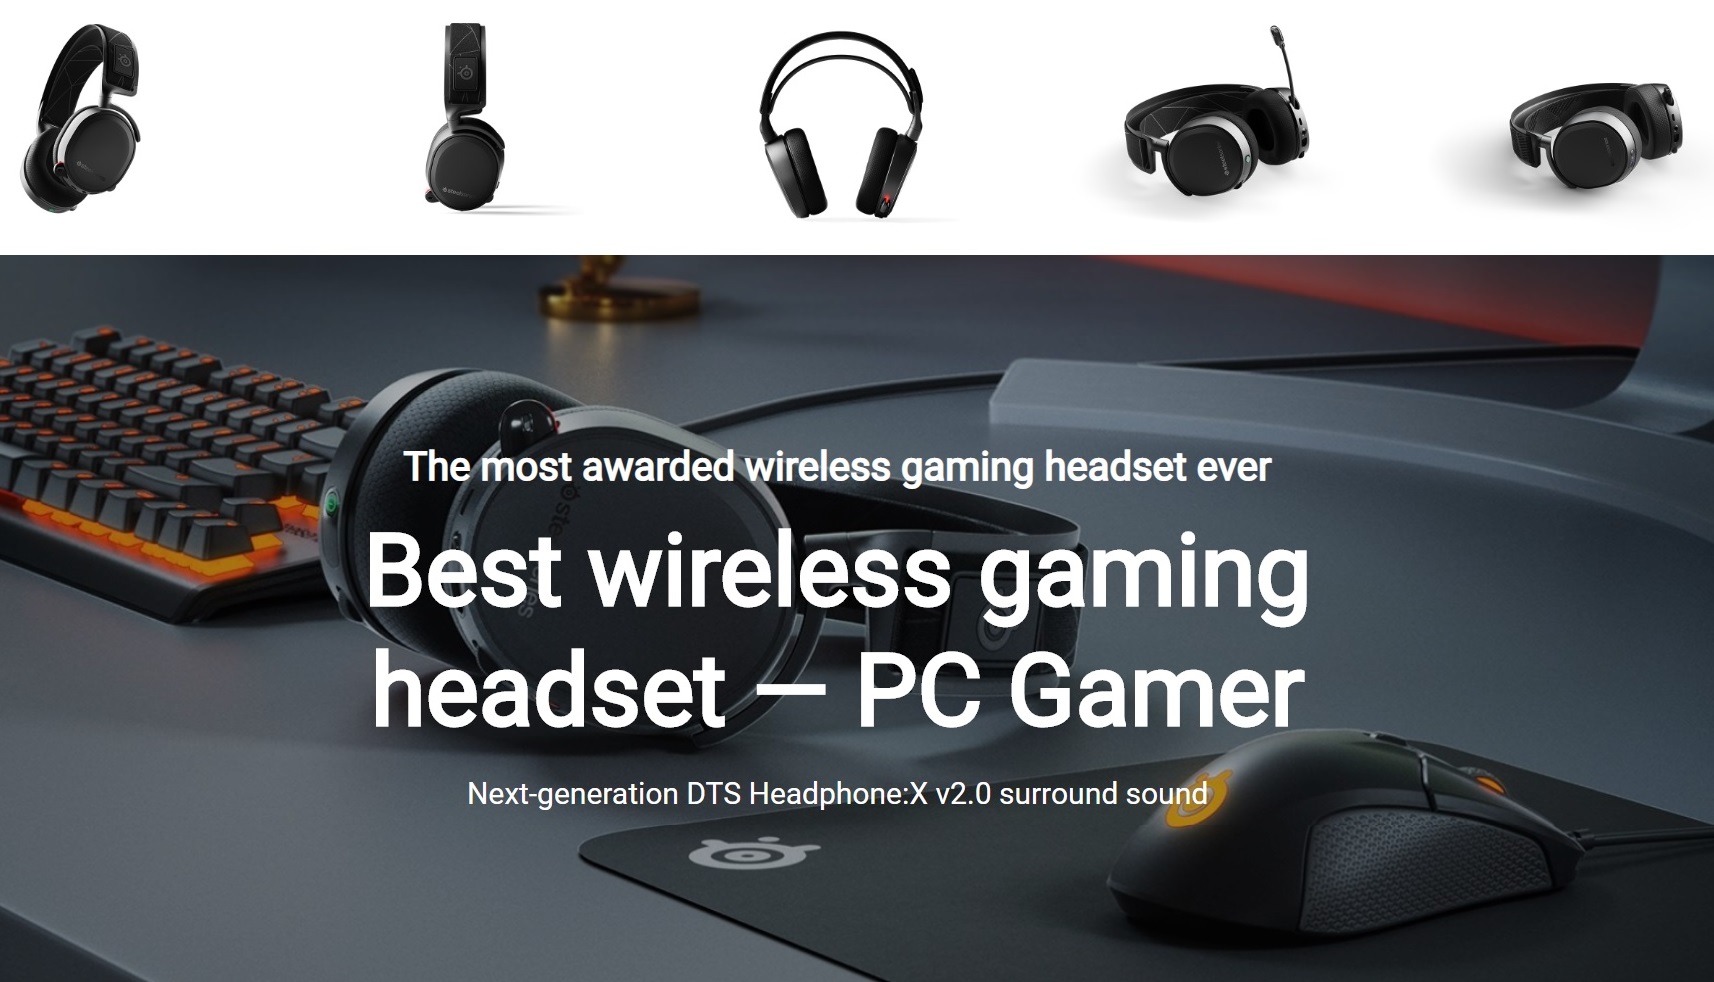 The most awarded wireless gaming headset ever
Best wireless gaming
headset — PC Gamer
Next-generation DTS Headphone:X v2.0 surround sound